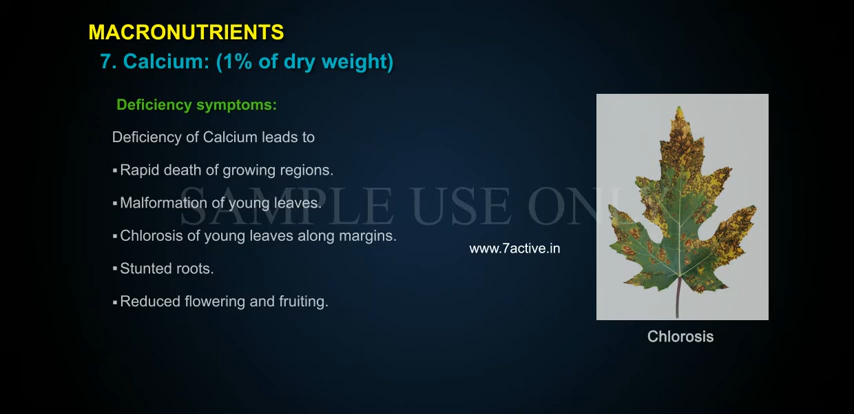 MACRONUTRIENTS
7. Calcium: (1% of dry weight)
Deficiency symptoms:
Deficiency of Calcium leads to
▪Rapid death of growing regions.
▪Malformation of young leaves.
SAMPLE USE ONL
▪Chlorosis of young leaves along margins.
www.7active.in
▪Stunted roots.
▪Reduced flowering and fruiting.
Chlorosis